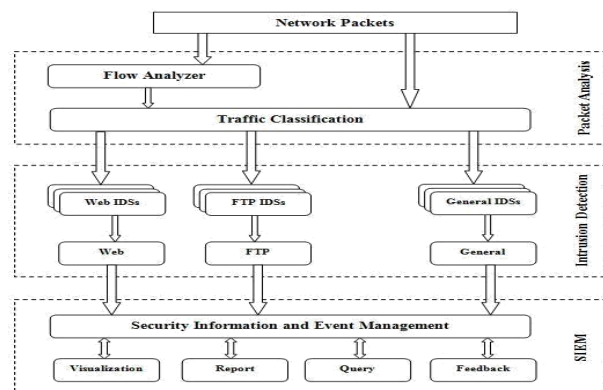 Network Packets
Flow Analyzer
Traffic Classification
Packet Analysis
Web IDSs
FTP IDSs
General IDSs
Web
FTP
General
Intrusion Detection
Security Information and Event Management
Visualization
Report
Query
Feedback
SIEM